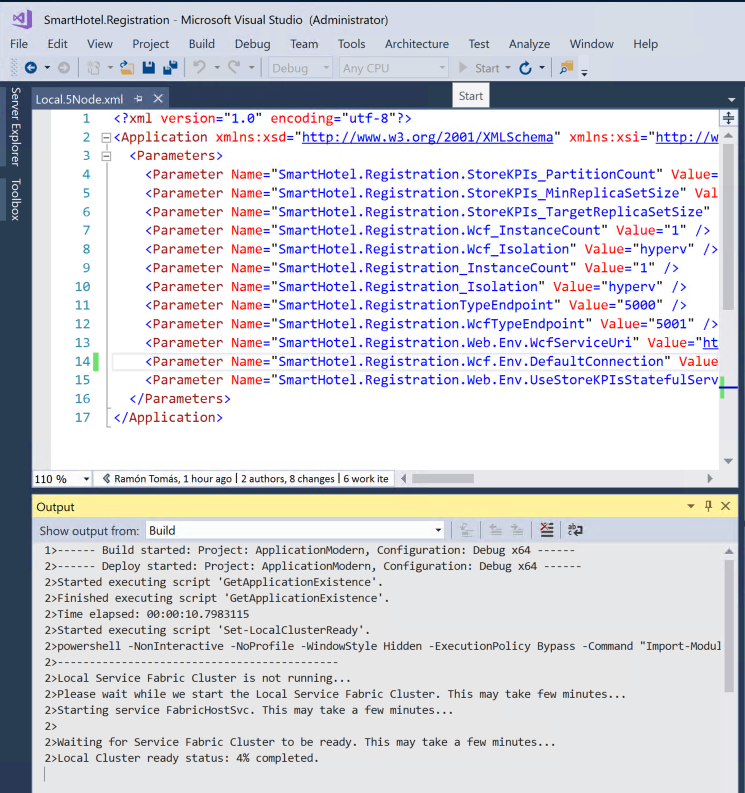 SmartHotel.Registration - Microsoft Visual Studio (Administrator)
File Edit View Project Build Debug Team Tools Architecture Test Analyze Window Help
Debug Any CPU Start
Start
Server Explorer
Toolbox
Local.5Node.xml
1 <?xml version="1.0" encoding="utf-8"?>
2 <Application xmlns:xsd="http://www.w3.org/2001/XMLSchema" xmlns:xsi="http://w
3 <Parameters>
4 <Parameter Name="SmartHotel.Registration.StoreKPIs_PartitionCount" Value=
5 <Parameter Name="SmartHotel.Registration.StoreKPIs_MinReplicaSetSize" Val
6 <Parameter Name="SmartHotel.Registration.StoreKPIs_TargetReplicaSetSize"
7 <Parameter Name="SmartHotel.Registration.Wcf_InstanceCount" Value="1" />
8 <Parameter Name="SmartHotel.Registration.Wcf_Isolation" Value="hyperv" />
9 <Parameter Name="SmartHotel.Registration_InstanceCount" Value="1" />
10 <Parameter Name="SmartHotel.Registration_Isolation" Value="hyperv" />
11 <Parameter Name="SmartHotel.RegistrationTypeEndpoint" Value="5000" />
12 <Parameter Name="SmartHotel.Registration.WcfTypeEndpoint" Value="5001" />
13 <Parameter Name="SmartHotel.Registration.Web.Env.WcfServiceUri" Value="ht
14 <Parameter Name="SmartHotel.Registration.Wcf.Env.DefaultConnection" Value
15 <Parameter Name="SmartHotel.Registration.Web.Env.UseStoreKPIsStatefulServ
16 </Parameters>
17 </Application>
110 % Ramón Tomás, 1 hour ago | 2 authors, 8 changes | 6 work ite
Output
Show output from: Build
1>------ Build started: Project: ApplicationModern, Configuration: Debug x64 ------
2>------ Deploy started: Project: ApplicationModern, Configuration: Debug x64 ------
2>Started executing script 'GetApplicationExistence'.
2>Finished executing script 'GetApplicationExistence'.
2>Time elapsed: 00:00:10.7983115
2>Started executing script 'Set-LocalClusterReady'.
2>powershell -NonInteractive -NoProfile -WindowStyle Hidden -ExecutionPolicy Bypass -Command "Import-Modul
2>----------------------------------------
2>Local Service Fabric Cluster is not running...
2>Please wait while we start the Local Service Fabric Cluster. This may take few minutes...
2>Starting service FabricHostSvc. This may take a few minutes...
2>
2>Waiting for Service Fabric Cluster to be ready. This may take a few minutes...
2>Local Cluster ready status: 4% completed.